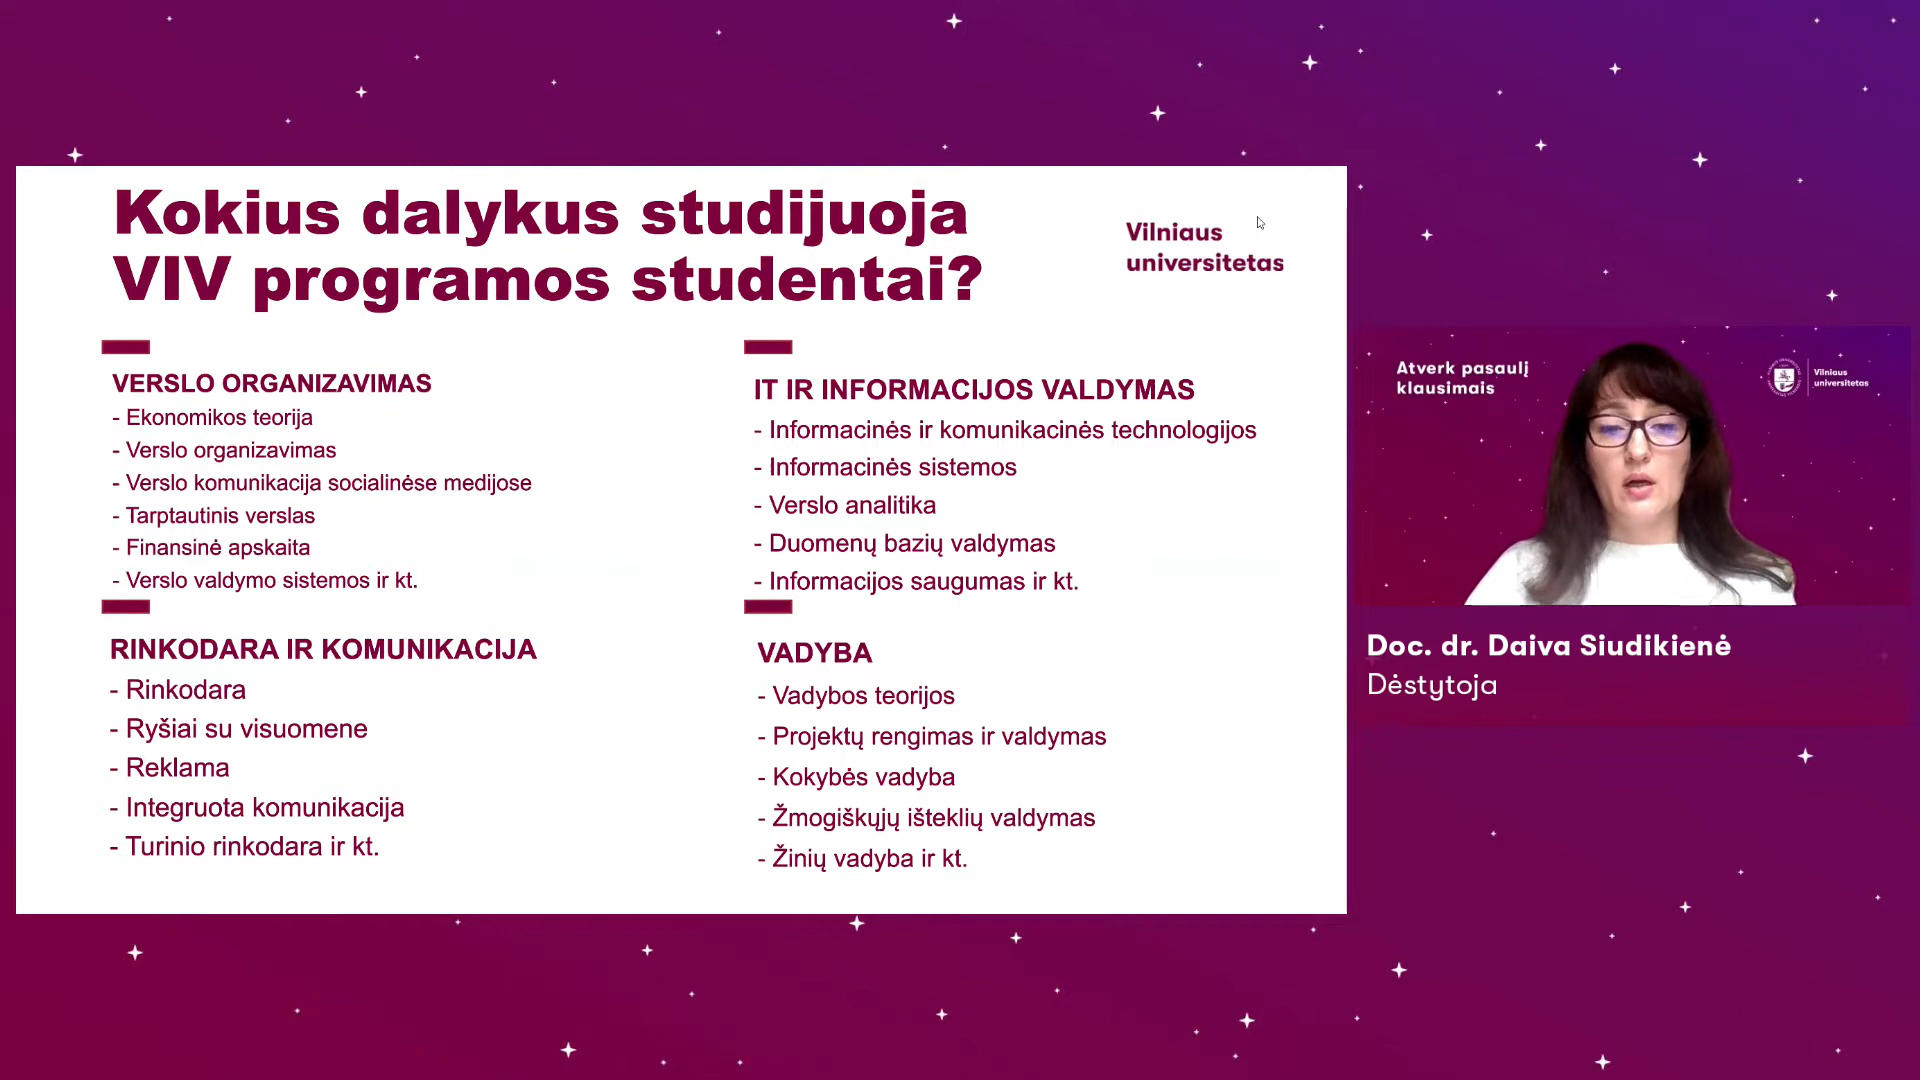 Kokius dalykus studijuoja
VIV programos studentai?
Vilniaus
universitetas
VERSLO ORGANIZAVIMAS
- Ekonomikos teorija
- Verslo organizavimas
- Verslo komunikacija socialinėse medijose
- Tarptautinis verslas
- Finansinė apskaita
- Verslo valdymo sistemos ir kt.
IT IR INFORMACIJOS VALDYMAS
- Informacinės ir komunikacinės technologijos
- Informacinės sistemos
- Verslo analitika
- Duomenų bazių valdymas
- Informacijos saugumas ir kt.
RINKODARA IR KOMUNIKACIJA
- Rinkodara
- Ryšiai su visuomene
- Reklama
- Integruota komunikacija
- Turinio rinkodara ir kt.
VADYBA
- Vadybos teorijos
- Projektų rengimas ir valdymas
- Kokybės vadyba
- Žmogiškųjų išteklių valdymas
- Žinių vadyba ir kt.
Atverk pasaulį
klausimais
Vilniaus
universitetas
Doc. dr. Daiva Siudikienė
Dėstytoja